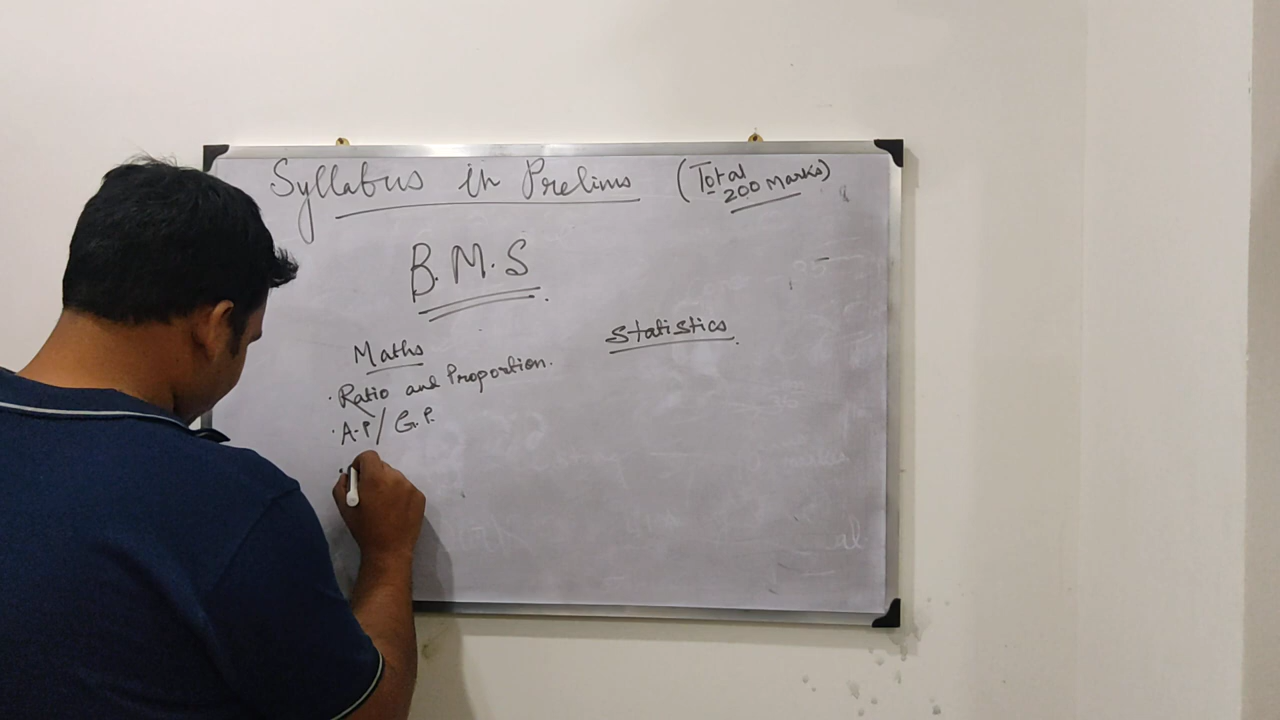 Syllabus in Prelims (Total 200 Marks)
B.M.S.
Maths
Statistics
· Ratio and Proportion.
· A.P/ G.P.